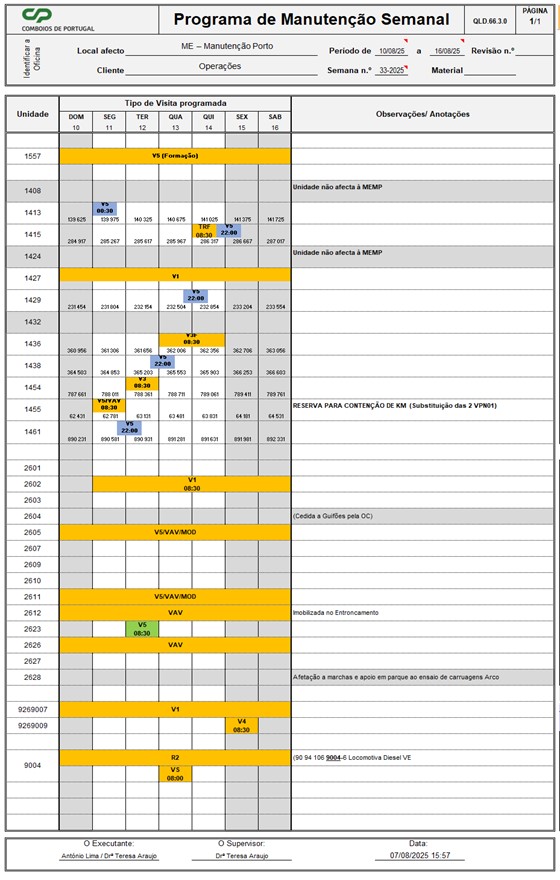 CP
COMBOIOS DE PORTUGAL
Programa de Manutenção Semanal
QLD.66.3.0
PÁGINA
1/1
Identificar a Oficina
Local afecto ME – Manutenção Porto Período de 10/08/25 a 16/08/25 Revisão n.º
Cliente Operações Semana n.º 33-2025 Material
Unidade Tipo de Visita programada Observações/ Anotações
DOM SEG TER QUA QUI SEX SAB
10 11 12 13 14 15 16
1557 V5 (Formação)
1408 Unidade não afecta à MEMP
1413 V5 00:30
139 625 139 975 140 325 140 675 141 025 141 375 141 725
1415 TRF 08:30 V5 22:00
284 917 285 267 285 617 285 967 286 317 286 667 287 017
1424 Unidade não afecta à MEMP
1427 V1
1429 V5 22:00
231 454 231 804 232 154 232 504 232 854 233 204 233 554
1432
1436 08:30
360 956 361 306 361 656 362 006 362 356 362 706 363 056
1438 V5 22:00
364 503 364 853 365 203 365 553 365 903 366 253 366 603
1454 08:30
787 661 788 011 788 361 788 711 789 061 789 411 789 761
1455 V5/VAV 08:30 RESERVA PARA CONTENÇÃO DE KM (Substituição das 2 VPN01)
62 431 62 781 63 131 63 481 63 831 64 181 64 531
1461 V5 22:00
890 231 890 581 890 931 891 281 891 631 891 981 892 331
2601
2602 V1 08:30
2603
2604 (Cedida a Guifões pela OC)
2605 V5/VAV/MOD
2607
2609
2610
2611 V5/VAV/MOD
2612 VAV Imobilizada no Entroncamento
2623 V5 08:30
2626 VAV
2627
2628 Afetação a marchas e apoio em parque ao ensaio de carruagens Arco
9269007 V1
9269009 V4 08:30
9004 R2 (90 94 106 9004-6 Locomotiva Diesel VE
VS 08:00
O Executante: O Supervisor: Data:
António Lima / Drª Teresa Araujo Drª Teresa Araujo 07/08/2025 15:57